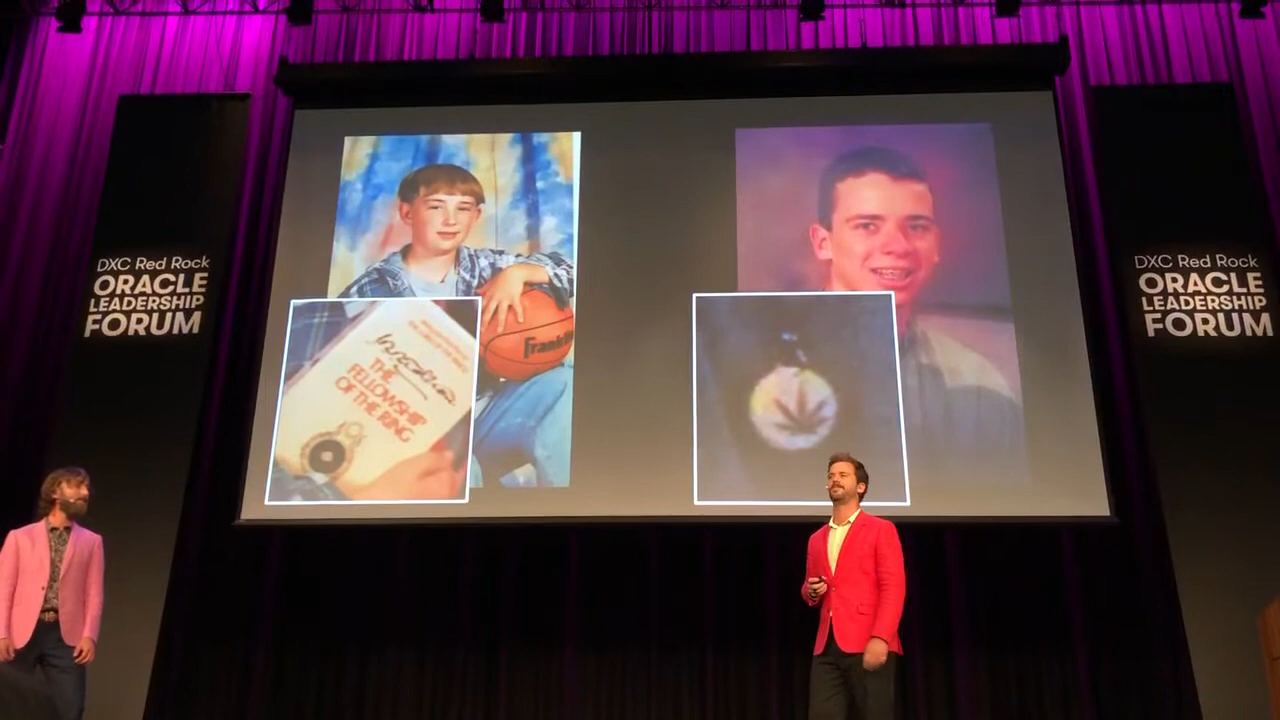 DXC Red Rock
ORACLE
LEADERSHIP
FORUM
THE
FELLOWSHIP
OF THE RING
Franklin
DXC Red Rock
ORACLE
LEADERSHIP
FORUM